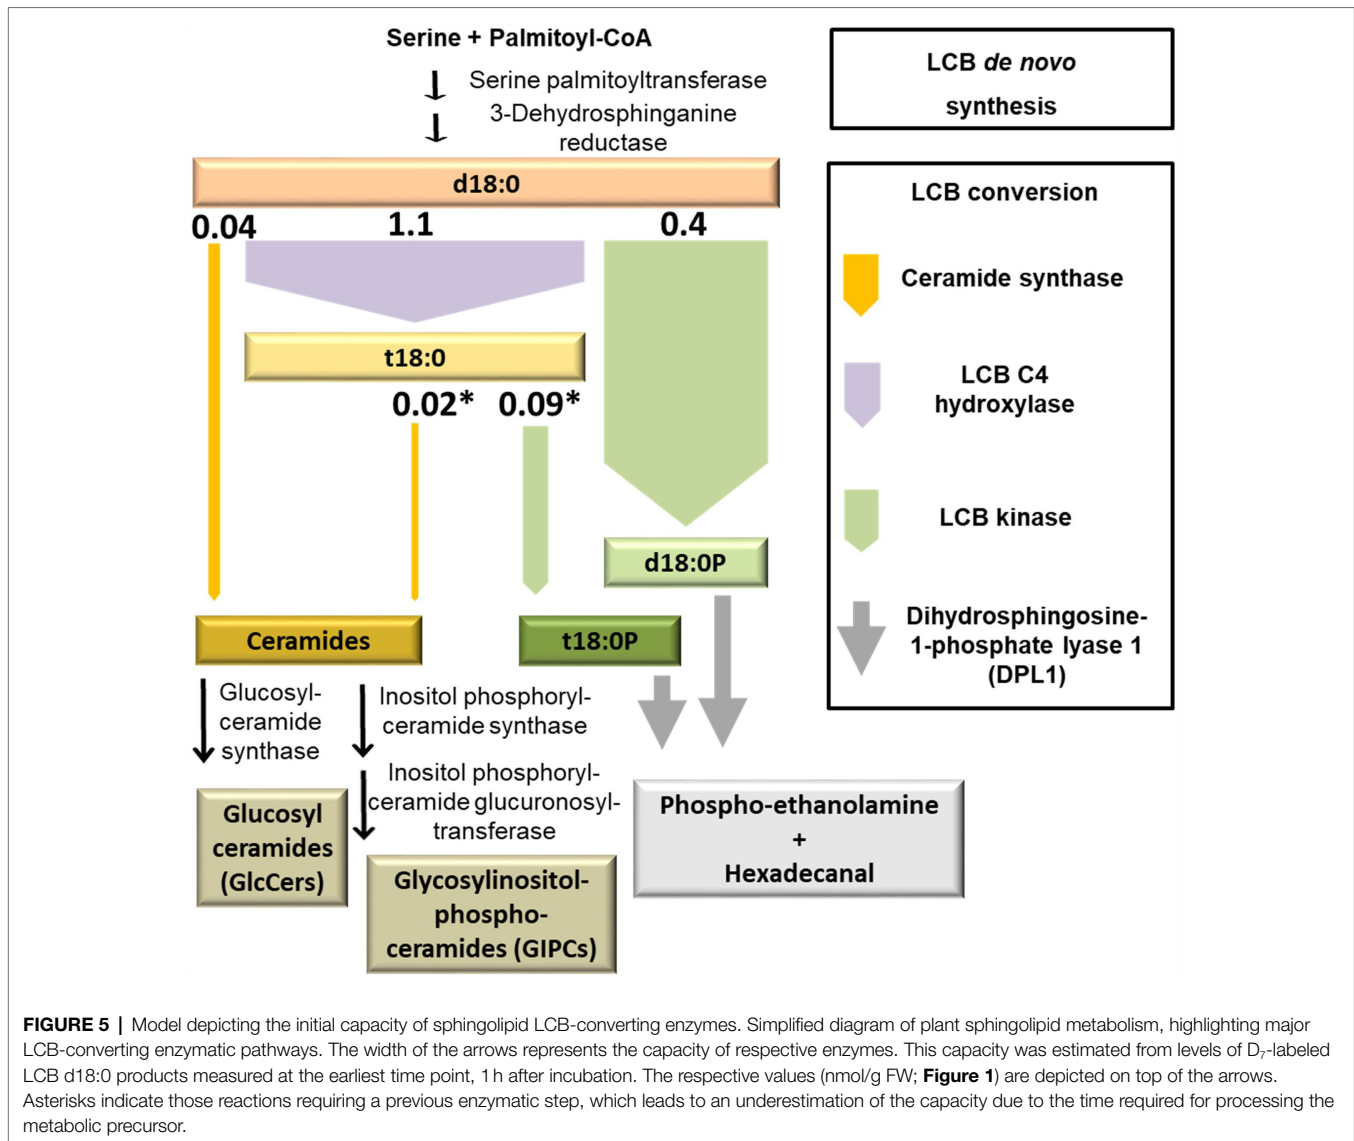 Serine + Palmitoyl-CoA
Serine palmitoyltransferase
3-Dehydrosphinganine
reductase
d18:0
0.04
1.1
0.4
t18:0
0.02*
0.09*
d18:0P
Ceramides
t18:0P
Glucosyl-
ceramide
synthase
Inositol phosphoryl-
ceramide synthase
Inositol phosphoryl-
ceramide glucuronosyl-
transferase
Glucosyl
ceramides
(GlcCers)
Glycosylinositol-
phospho-
ceramides (GIPCs)
Phospho-ethanolamine
+
Hexadecanal
LCB de novo
synthesis
LCB conversion
Ceramide synthase
LCB C4
hydroxylase
LCB kinase
Dihydrosphingosine-
1-phosphate lyase 1
(DPL1)
FIGURE 5 | Model depicting the initial capacity of sphingolipid LCB-converting enzymes. Simplified diagram of plant sphingolipid metabolism, highlighting major
LCB-converting enzymatic pathways. The width of the arrows represents the capacity of respective enzymes. This capacity was estimated from levels of D₇-labeled
LCB d18:0 products measured at the earliest time point, 1 h after incubation. The respective values (nmol/g FW; Figure 1) are depicted on top of the arrows.
Asterisks indicate those reactions requiring a previous enzymatic step, which leads to an underestimation of the capacity due to the time required for processing the
metabolic precursor.